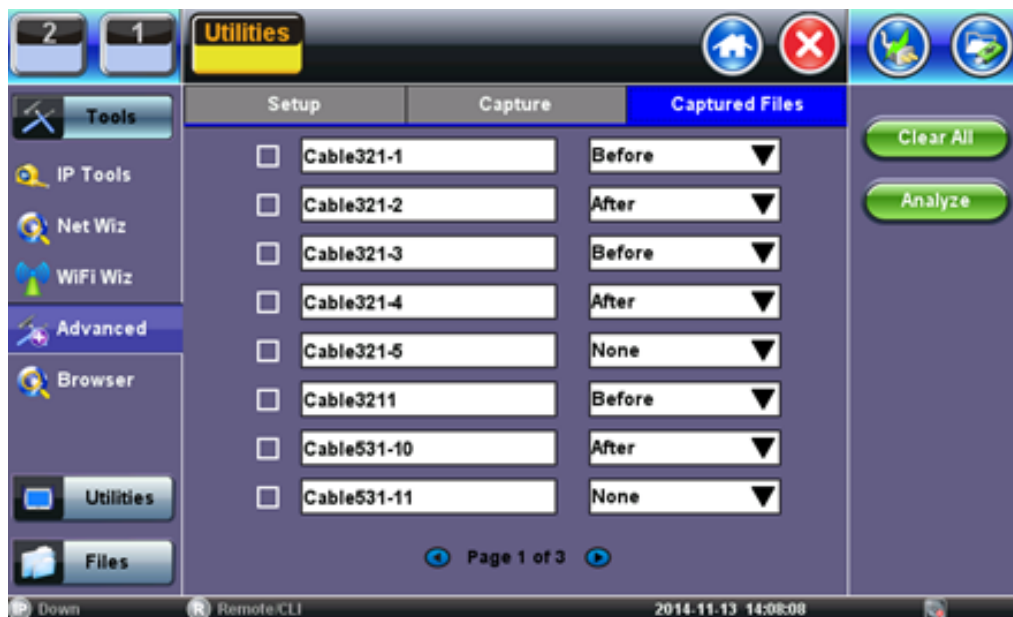 2 1 Utilities
Tools
IP Tools
Net Wiz
WiFi Wiz
Advanced
Browser
Utilities
Files
Setup Capture Captured Files
Cable321-1 Before
Cable321-2 After
Cable321-3 Before
Cable321-4 After
Cable321-5 None
Cable3211 Before
Cable531-10 After
Cable531-11 None
Page 1 of 3
Clear All
Analyze
IP Down R Remote/CLI 2014-11-13 14:08:08